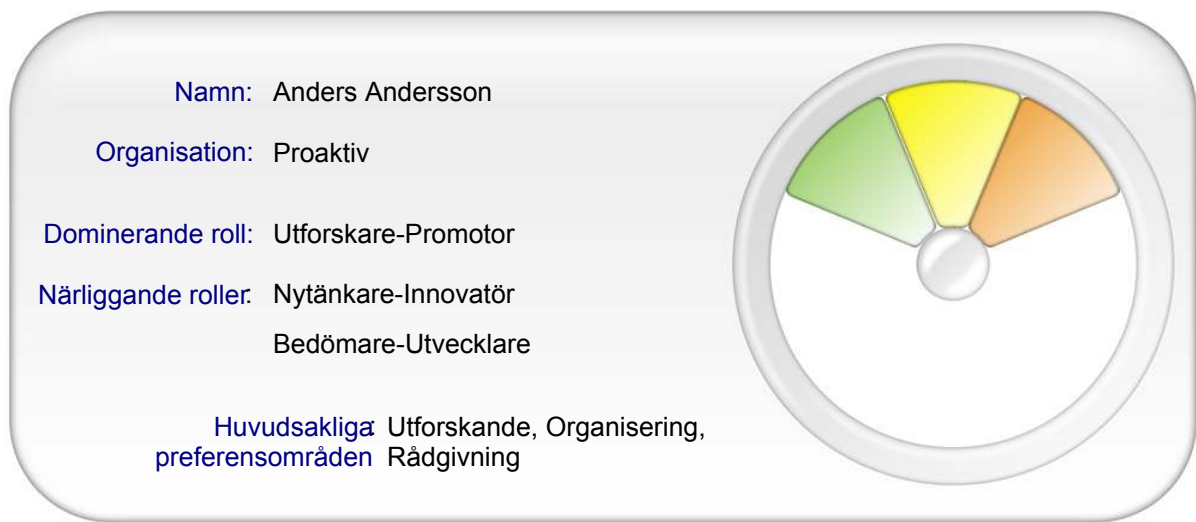 Namn: Anders Andersson
Organisation: Proaktiv
Dominerande roll: Utforskare-Promotor
Närliggande roller: Nytänkare-Innovatör
Bedömare-Utvecklare
Huvudsakliga: Utforskande, Organisering,
preferensområden Rådgivning